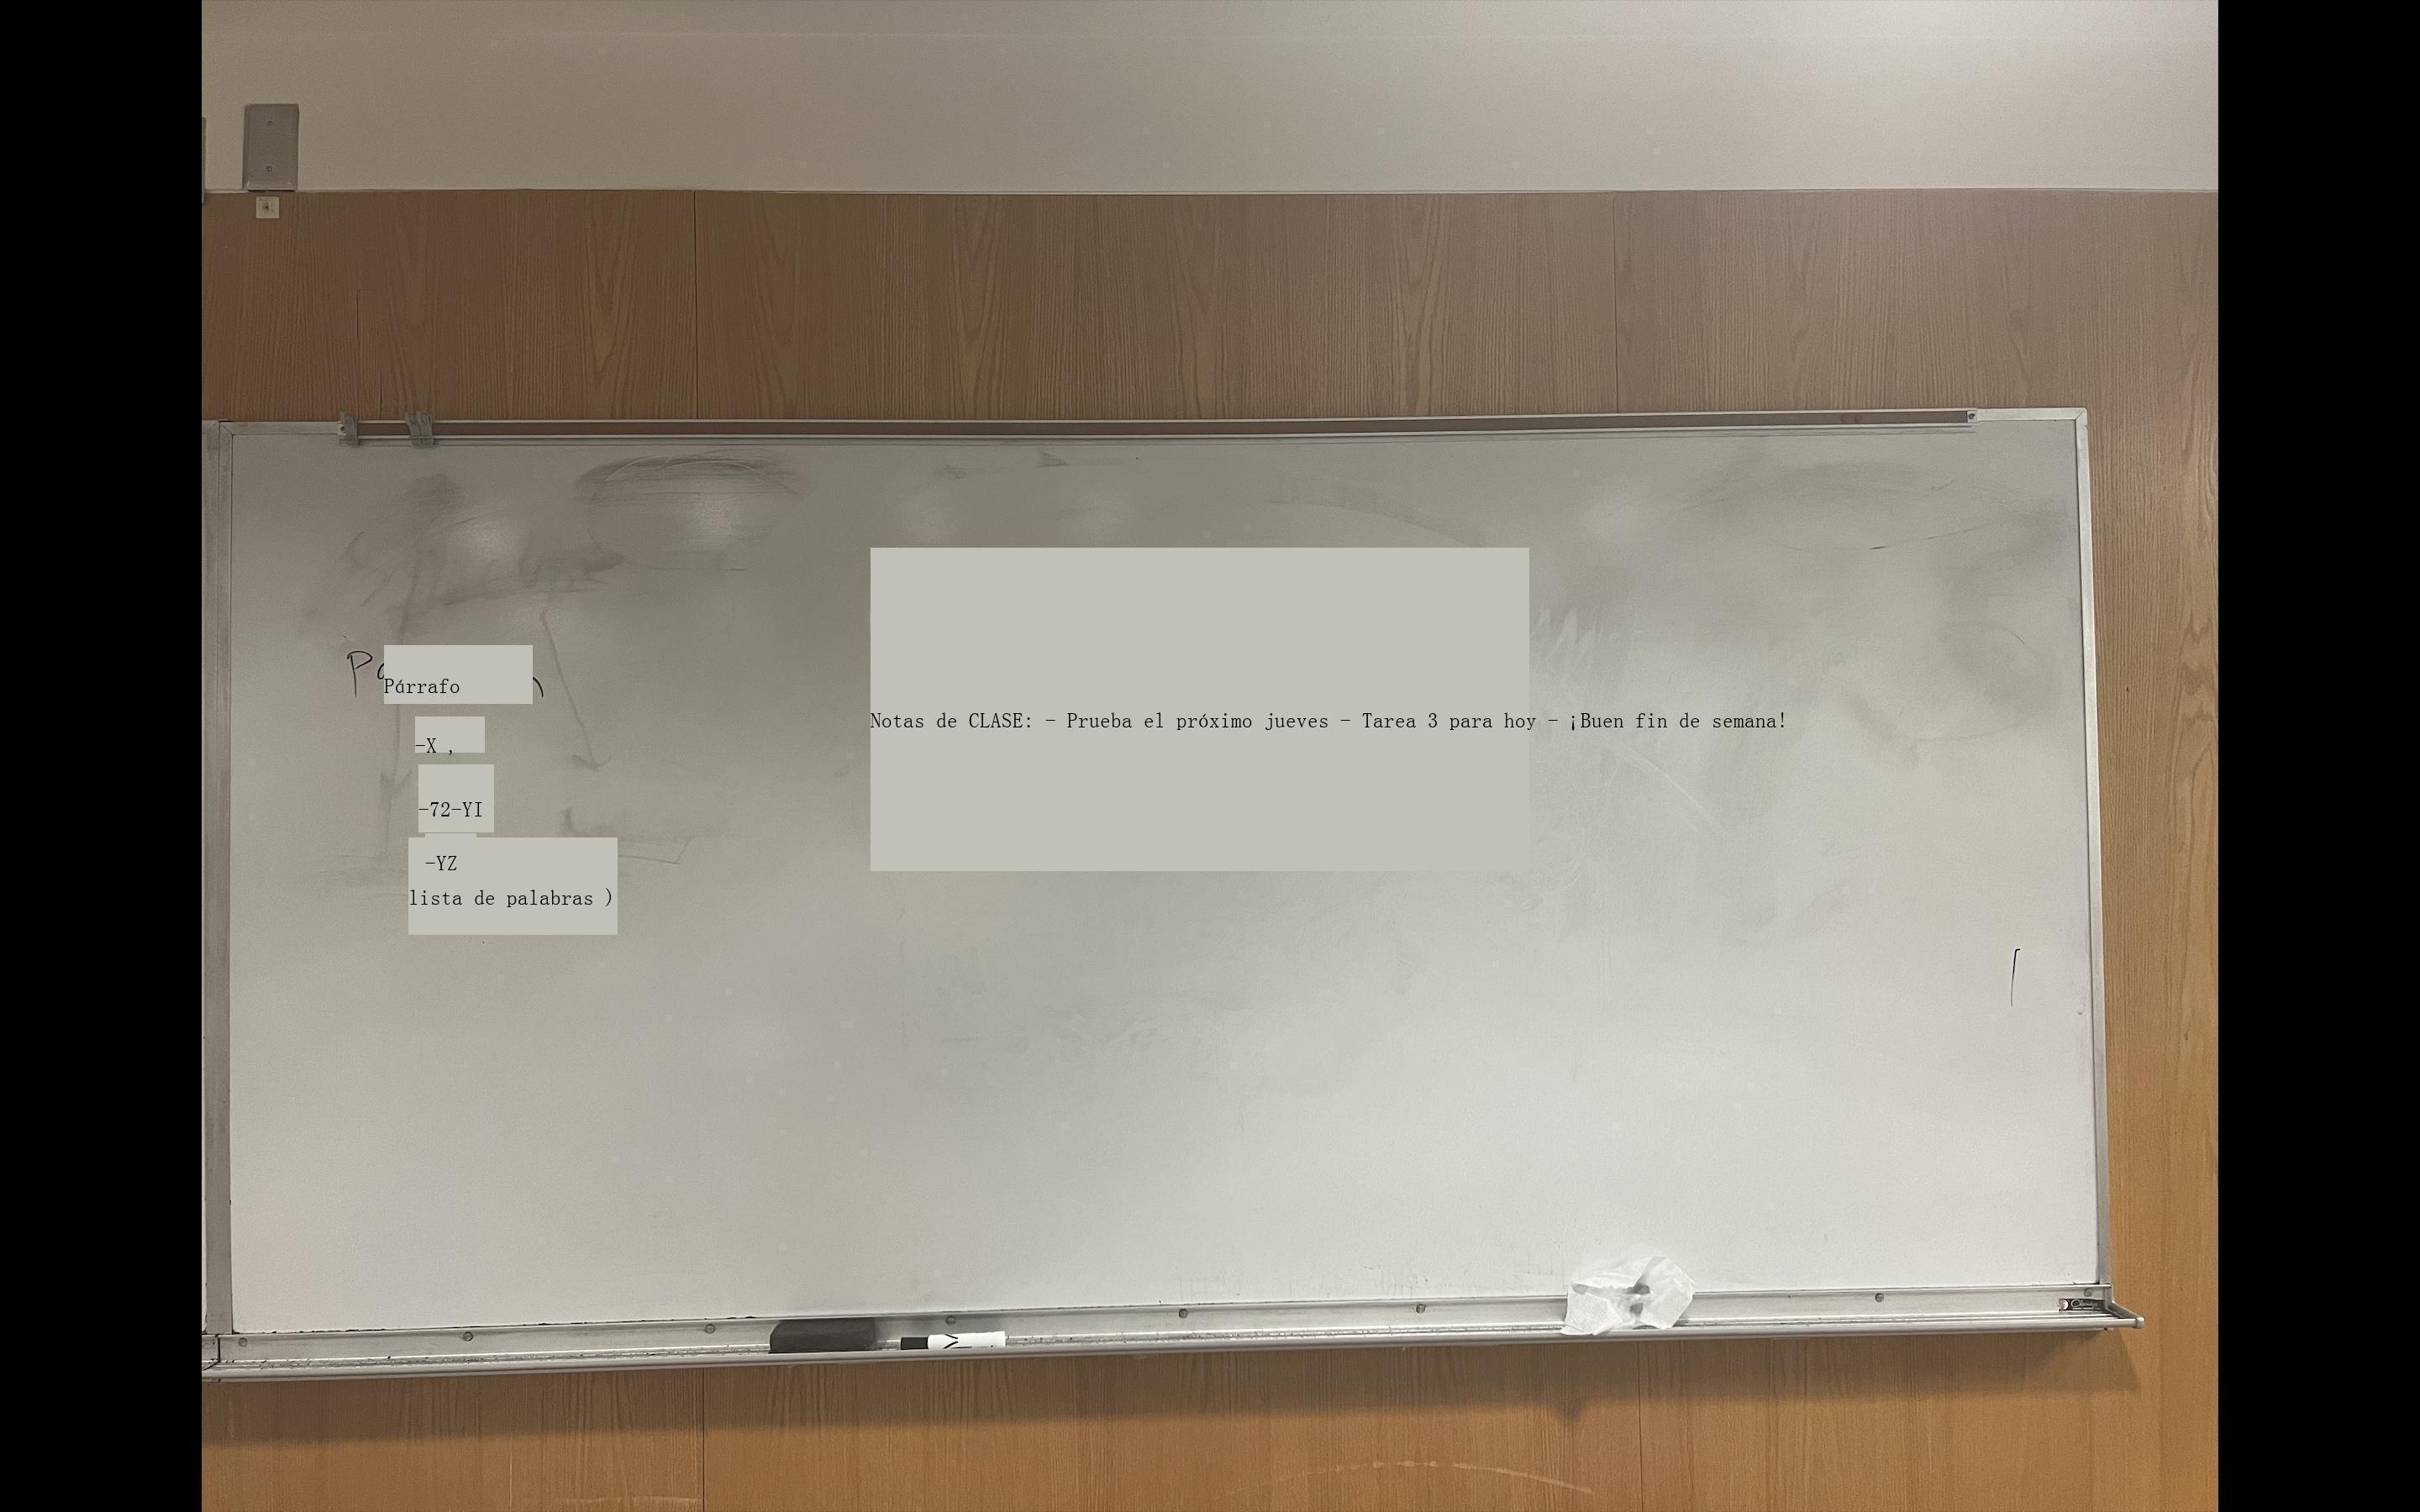 Párrafo
-X ,
-72-YI
-YZ
lista de palabras )
Notas de CLASE: - Prueba el próximo jueves - Tarea 3 para hoy - ¡Buen fin de semana!